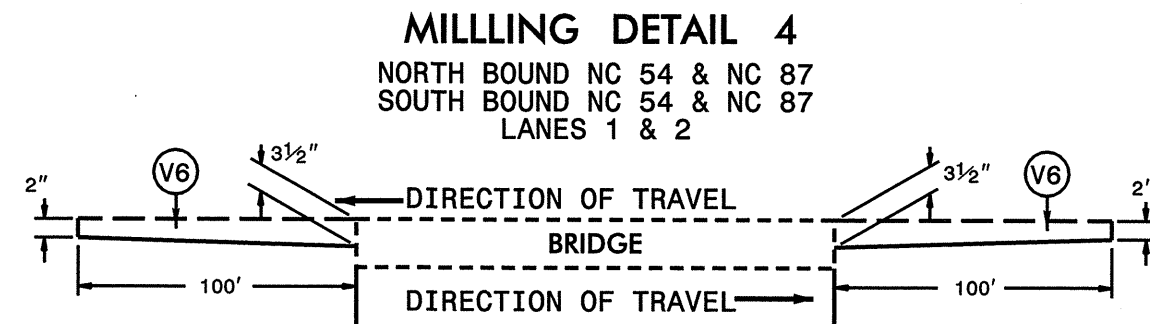 MILLLING DETAIL 4
NORTH BOUND NC 54 & NC 87
SOUTH BOUND NC 54 & NC 87
LANES 1 & 2
3½" 3½"
V6 V6
2" 2'
DIRECTION OF TRAVEL
BRIDGE
100' 100'
DIRECTION OF TRAVEL